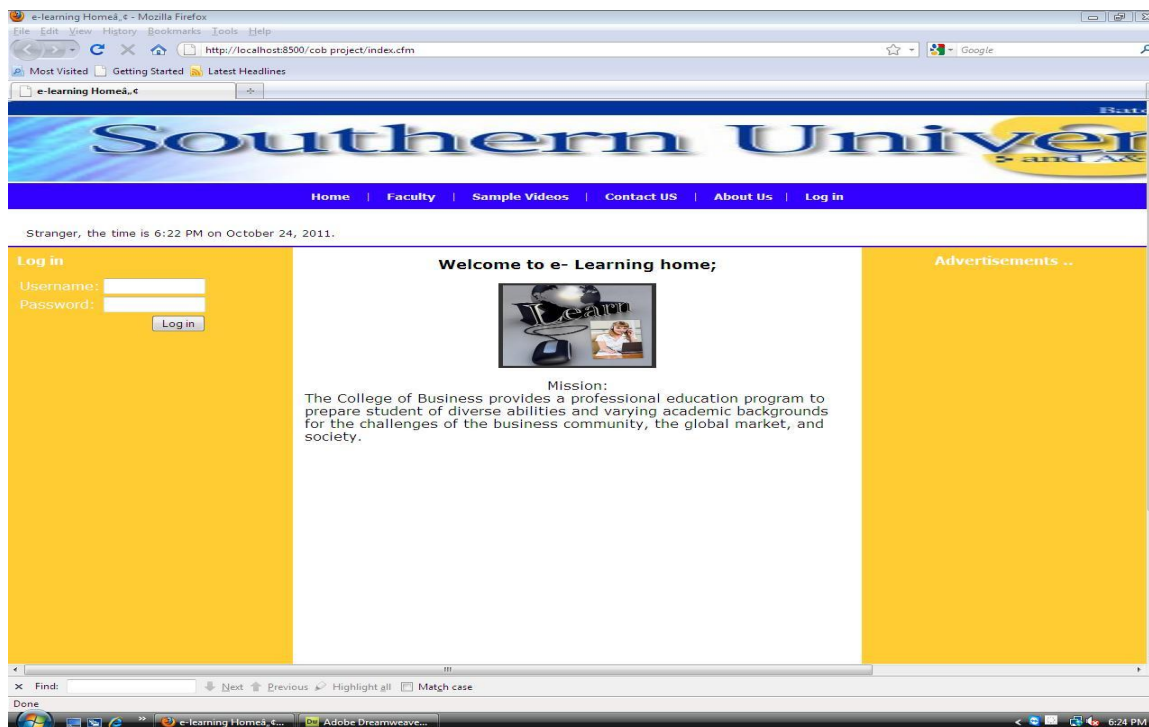 e-learning Homeâ„¢ - Mozilla Firefox
File Edit View History Bookmarks Tools Help
http://localhost:8500/cob project/index.cfm
Google
Most Visited Getting Started Latest Headlines
e-learning Homeâ„¢
Southern Univer
and A&
Home | Faculty | Sample Videos | Contact US | About Us | Log in
Stranger, the time is 6:22 PM on October 24, 2011.
Log in
Username:
Password:
Log in
Welcome to e- Learning home;
Learn
Mission:
The College of Business provides a professional education program to
prepare student of diverse abilities and varying academic backgrounds
for the challenges of the business community, the global market, and
society.
Advertisements ..
Find: Next Previous Highlight all Match case
Done
e-learning Homeâ„¢... Adobe Dreamweave... 6:24 PM